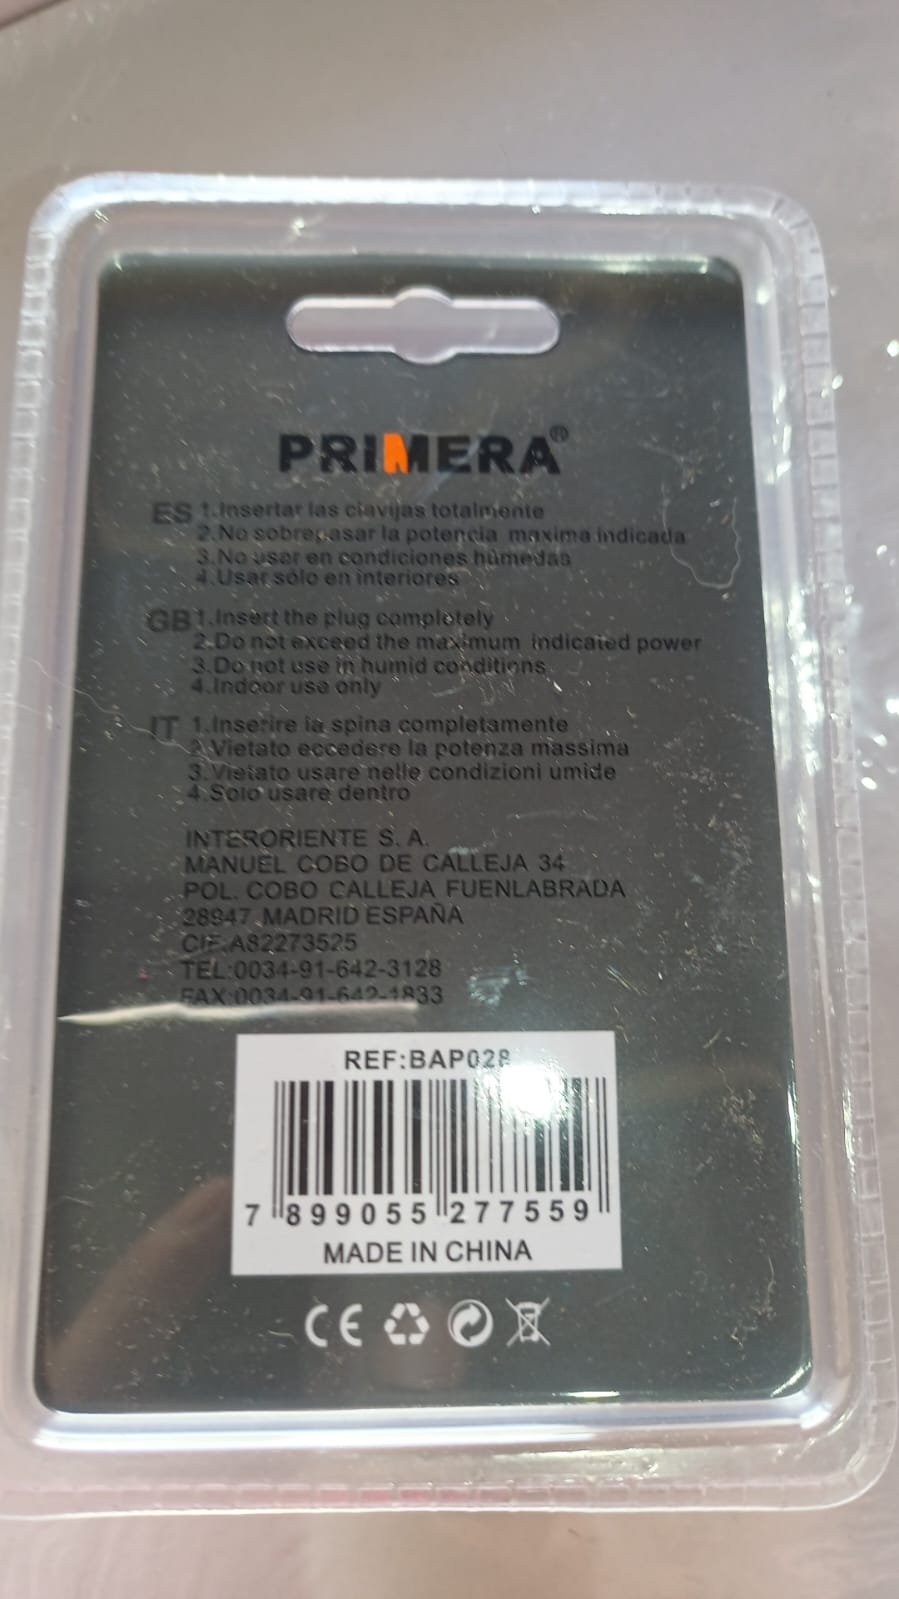 PRIMERA®
ES 1.Insertar las clavijas totalmente
2.No sobrepasar la potencia maxima indicada
3.No usar en condiciones húmedas
4.Usar sólo en interiores
GB 1.Insert the plug completely
2.Do not exceed the maximum indicated power
3.Do not use in humid conditions
4.Indoor use only
IT 1.Inserire la spina completamente
2.Vietato eccedere la potenza massima
3.Vietato usare nelle condizioni umide
4.Solo usare dentro
INTERORIENTE S. A.
MANUEL COBO DE CALLEJA 34
POL. COBO CALLEJA FUENLABRADA
28947 MADRID ESPAÑA
CIF:A82273525
TEL:0034-91-642-3128
FAX:0034-91-642-1833
REF:BAP028
7 899055 277559
MADE IN CHINA
CE